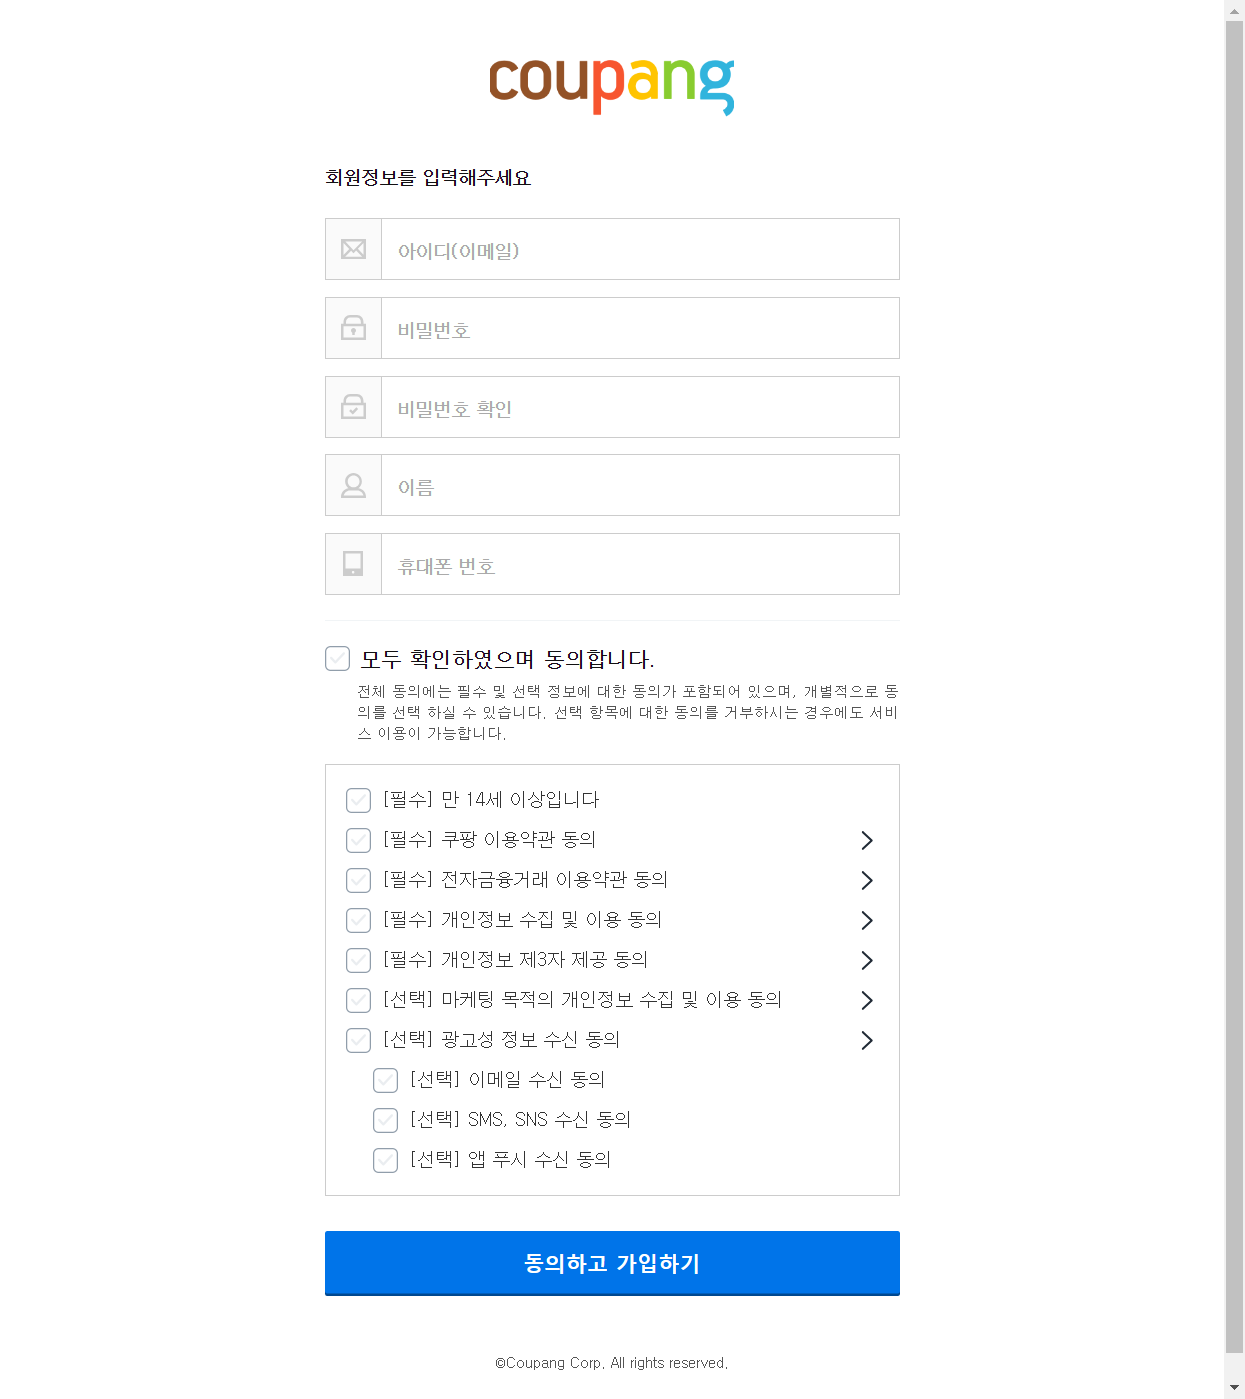 coupang
회원정보를 입력해주세요
아이디(이메일)
비밀번호
비밀번호 확인
이름
휴대폰 번호
모두 확인하였으며 동의합니다.
전체 동의에는 필수 및 선택 정보에 대한 동의가 포함되어 있으며, 개별적으로 동
의를 선택 하실 수 있습니다. 선택 항목에 대한 동의를 거부하시는 경우에도 서비
스 이용이 가능합니다.
[필수] 만 14세 이상입니다
[필수] 쿠팡 이용약관 동의
[필수] 전자금융거래 이용약관 동의
[필수] 개인정보 수집 및 이용 동의
[필수] 개인정보 제3자 제공 동의
[선택] 마케팅 목적의 개인정보 수집 및 이용 동의
[선택] 광고성 정보 수신 동의
[선택] 이메일 수신 동의
[선택] SMS, SNS 수신 동의
[선택] 앱 푸시 수신 동의
동의하고 가입하기
©Coupang Corp. All rights reserved.